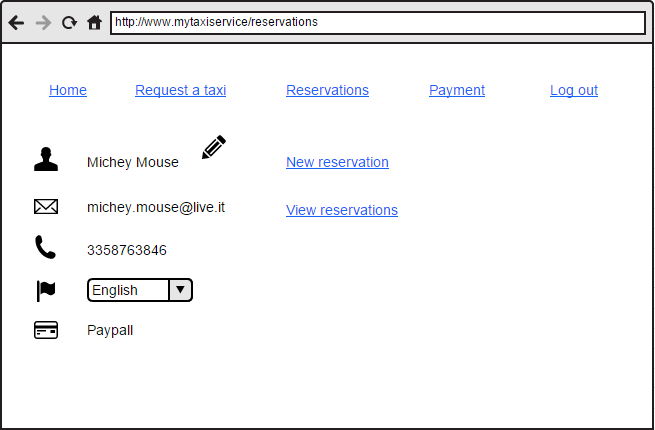 http://www.mytaxiservice/reservations
Home Request a taxi Reservations Payment Log out
Michey Mouse New reservation
michey.mouse@live.it View reservations
3358763846
English
Paypall